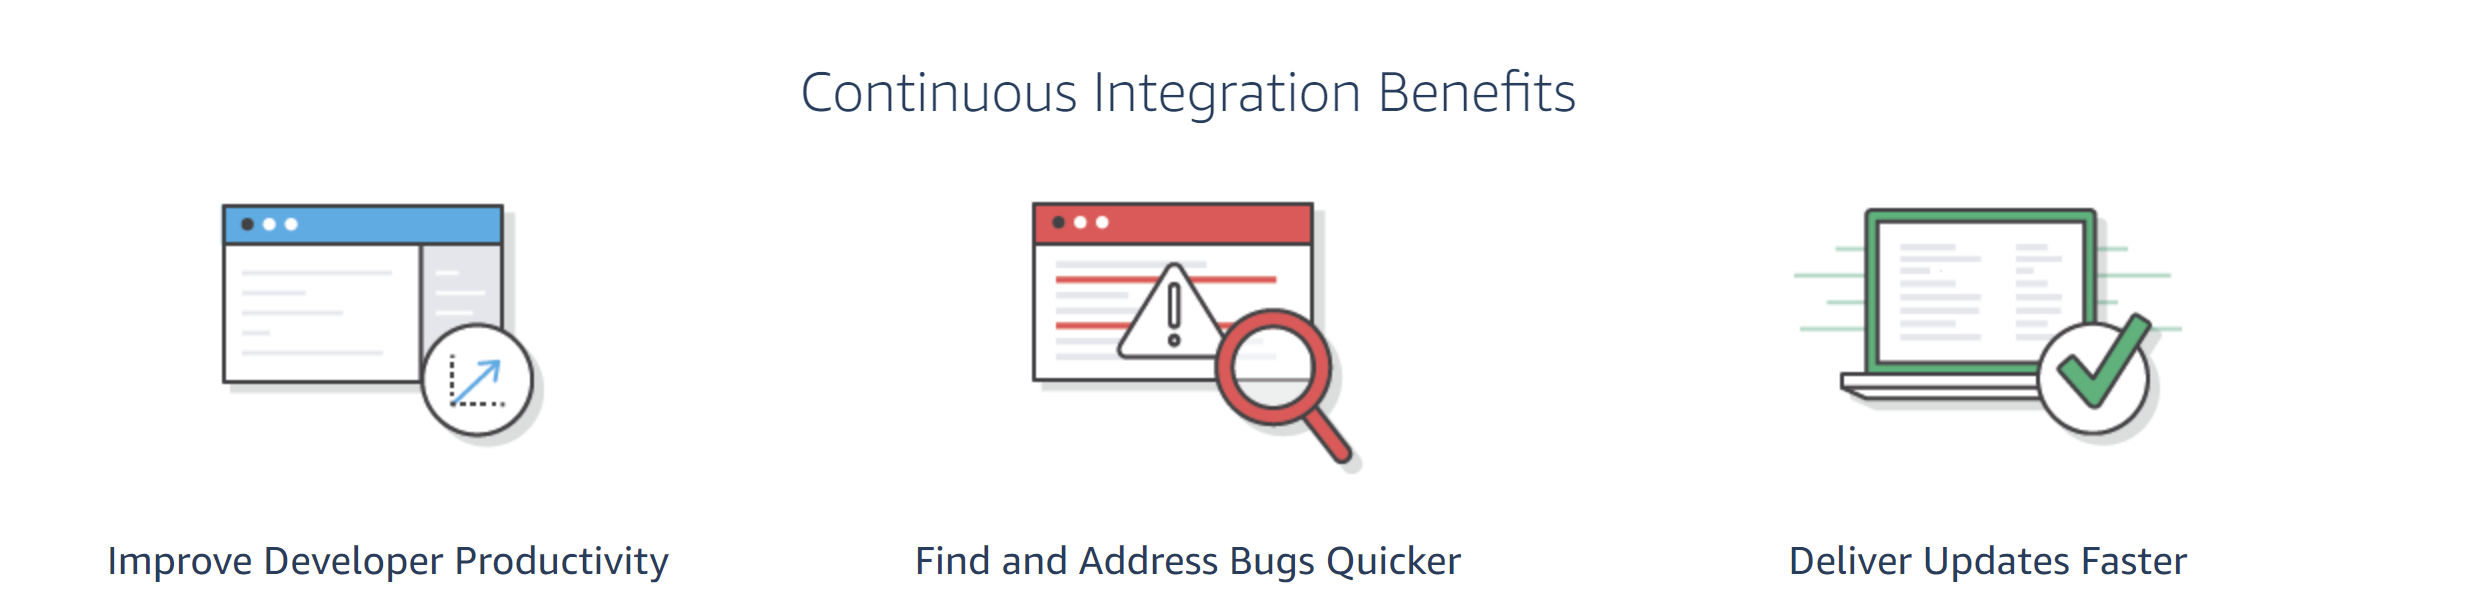 Continuous Integration Benefits
Improve Developer Productivity
Find and Address Bugs Quicker
Deliver Updates Faster